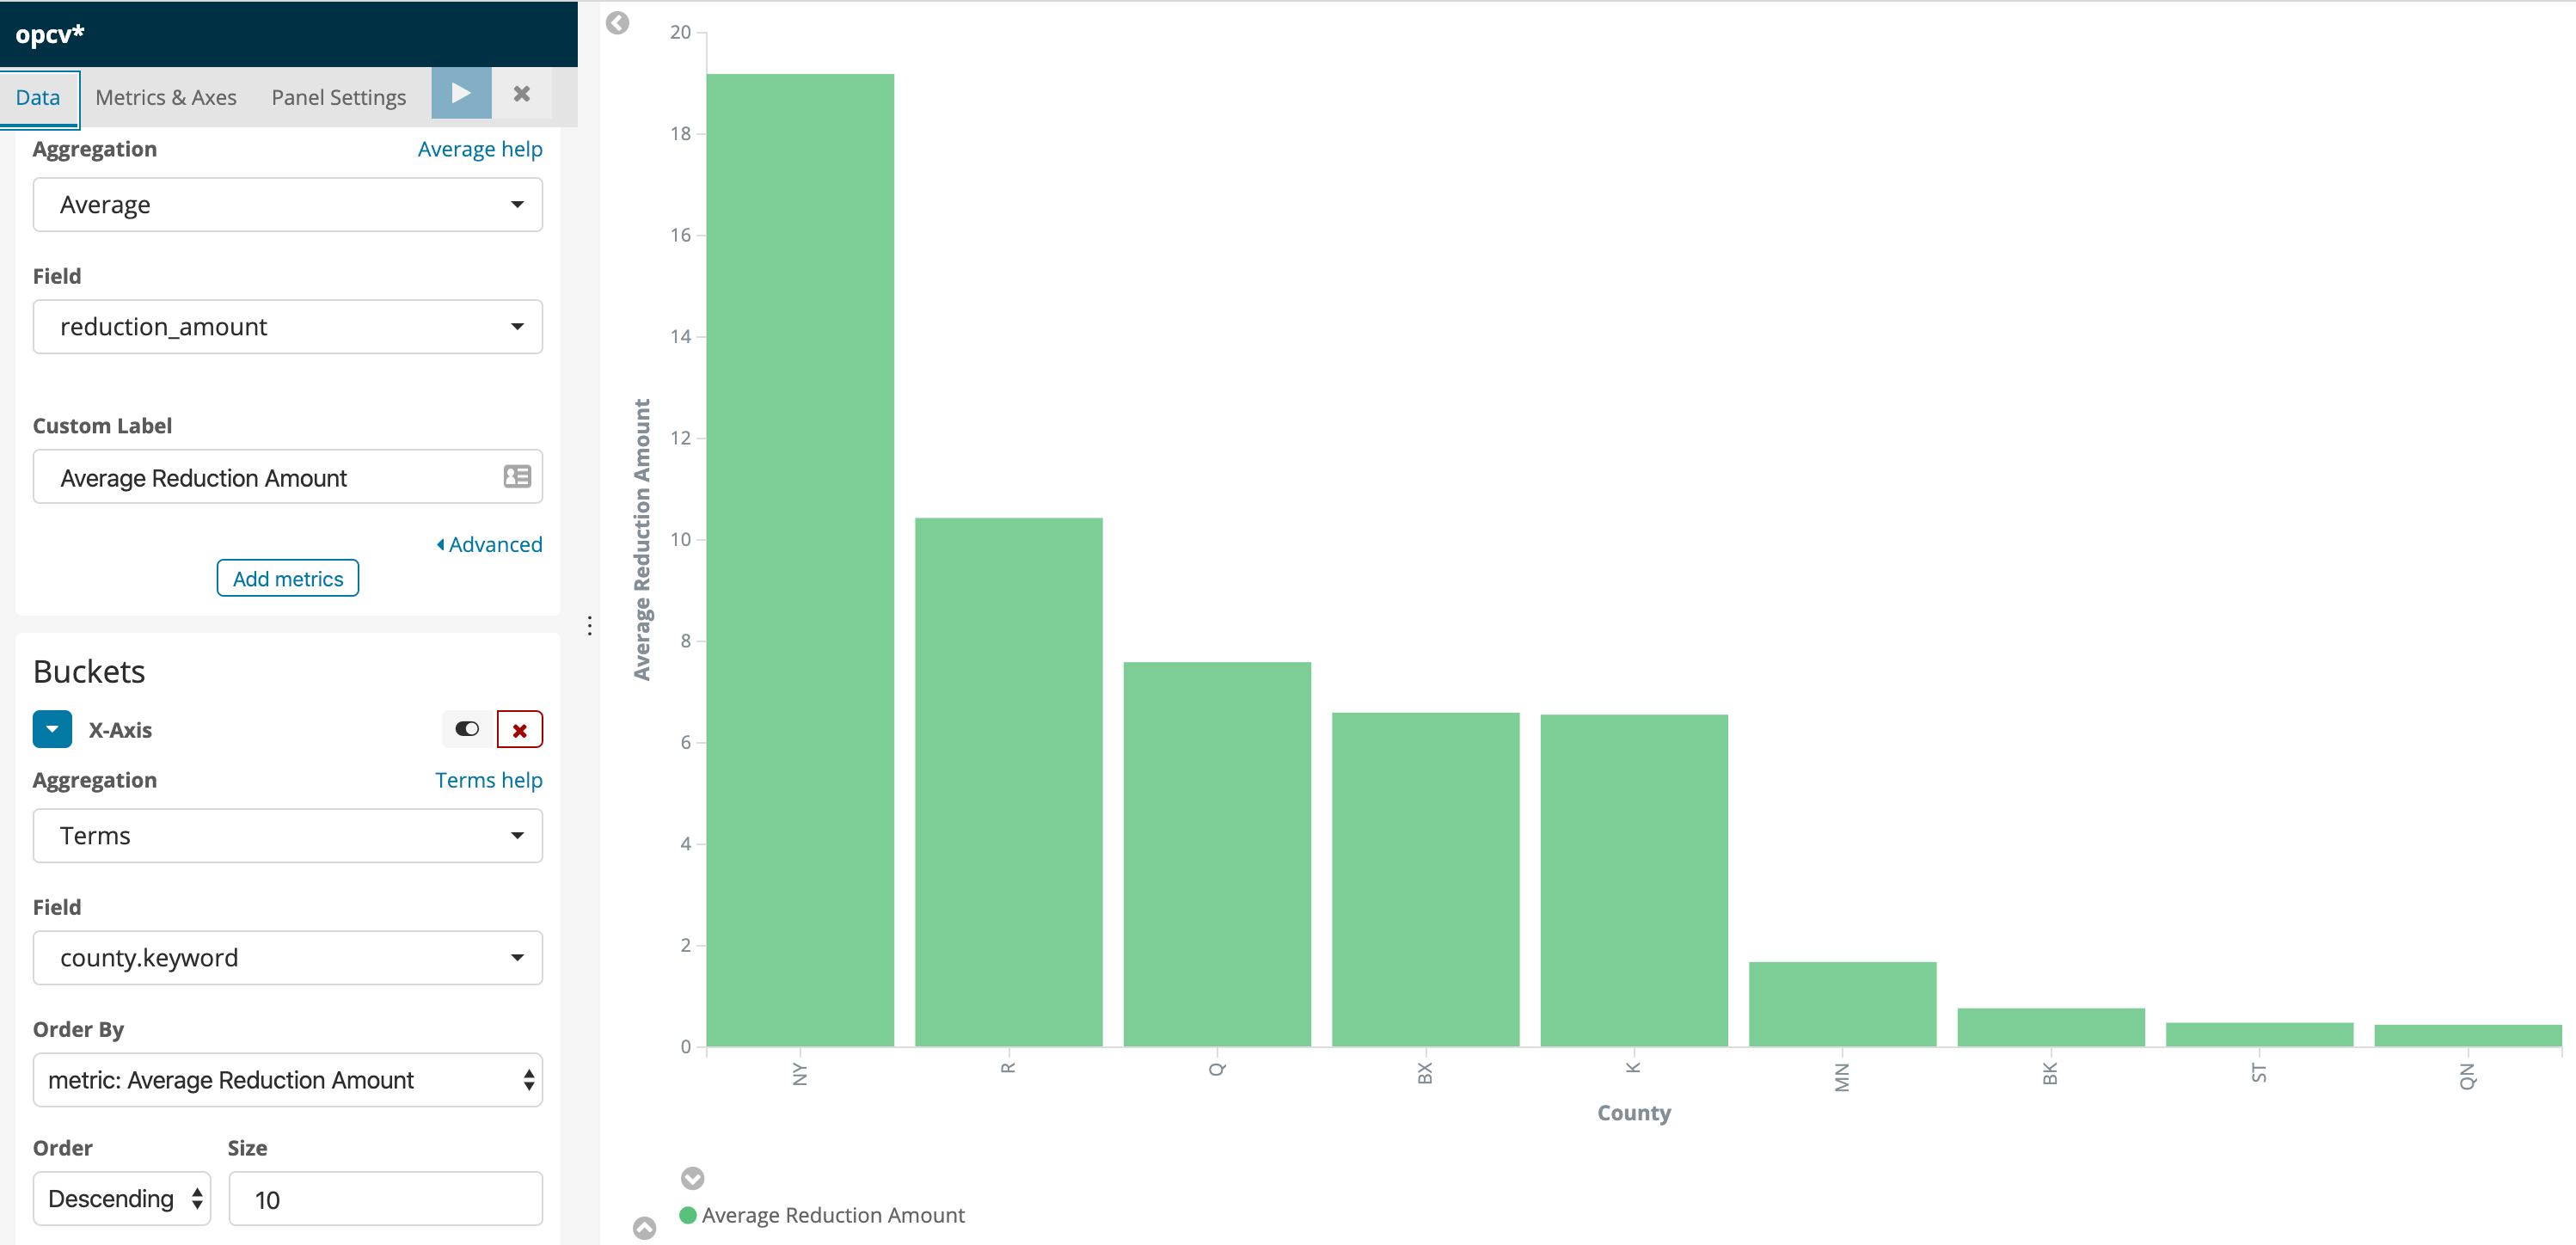 opcv*
Data Metrics & Axes Panel Settings
Aggregation Average help
Average
Field
reduction_amount
Custom Label
Average Reduction Amount
Advanced
Add metrics
Buckets
X-Axis
Aggregation Terms help
Terms
Field
county.keyword
Order By
metric: Average Reduction Amount
Order Size
Descending 10
20
18
16
14
12
10
8
6
4
2
0
Average Reduction Amount
NY R Q BX K MN BK ST QN
County
Average Reduction Amount